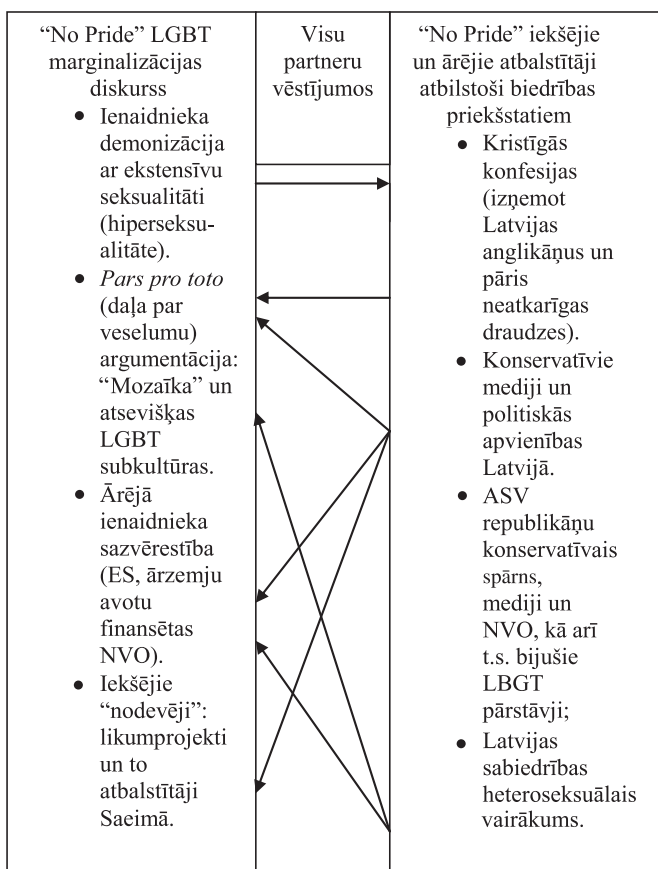 “No Pride” LGBT
marginalizācijas
diskurss
• Ienaidnieka
demonizācija
ar ekstensīvu
seksualitāti
(hiperseksu-
alitāte).
• Pars pro toto
(daļa par
veselumu)
argumentācija:
“Mozaīka” un
atsevišķas
LGBT
subkultūras.
• Ārējā
ienaidnieka
sazvērestība
(ES, ārzemju
avotu
finansētas
NVO).
• Iekšējie
“nodevēji”:
likumprojekti
un to
atbalstītāji
Saeimā.
Visu
partneru
vēstījumos
“No Pride” iekšējie
un ārējie atbalstītāji
atbilstoši biedrības
priekšstatiem
• Kristīgās
konfesijas
(izņemot
Latvijas
anglikāņus un
pāris
neatkarīgas
draudzes).
• Konservatīvie
mediji un
politiskās
apvienības
Latvijā.
• ASV
republikāņu
konservatīvais
spārns,
mediji un
NVO, kā arī
t.s. bijušie
LBGT
pārstāvji;
• Latvijas
sabiedrības
heteroseksuālais
vairākums.